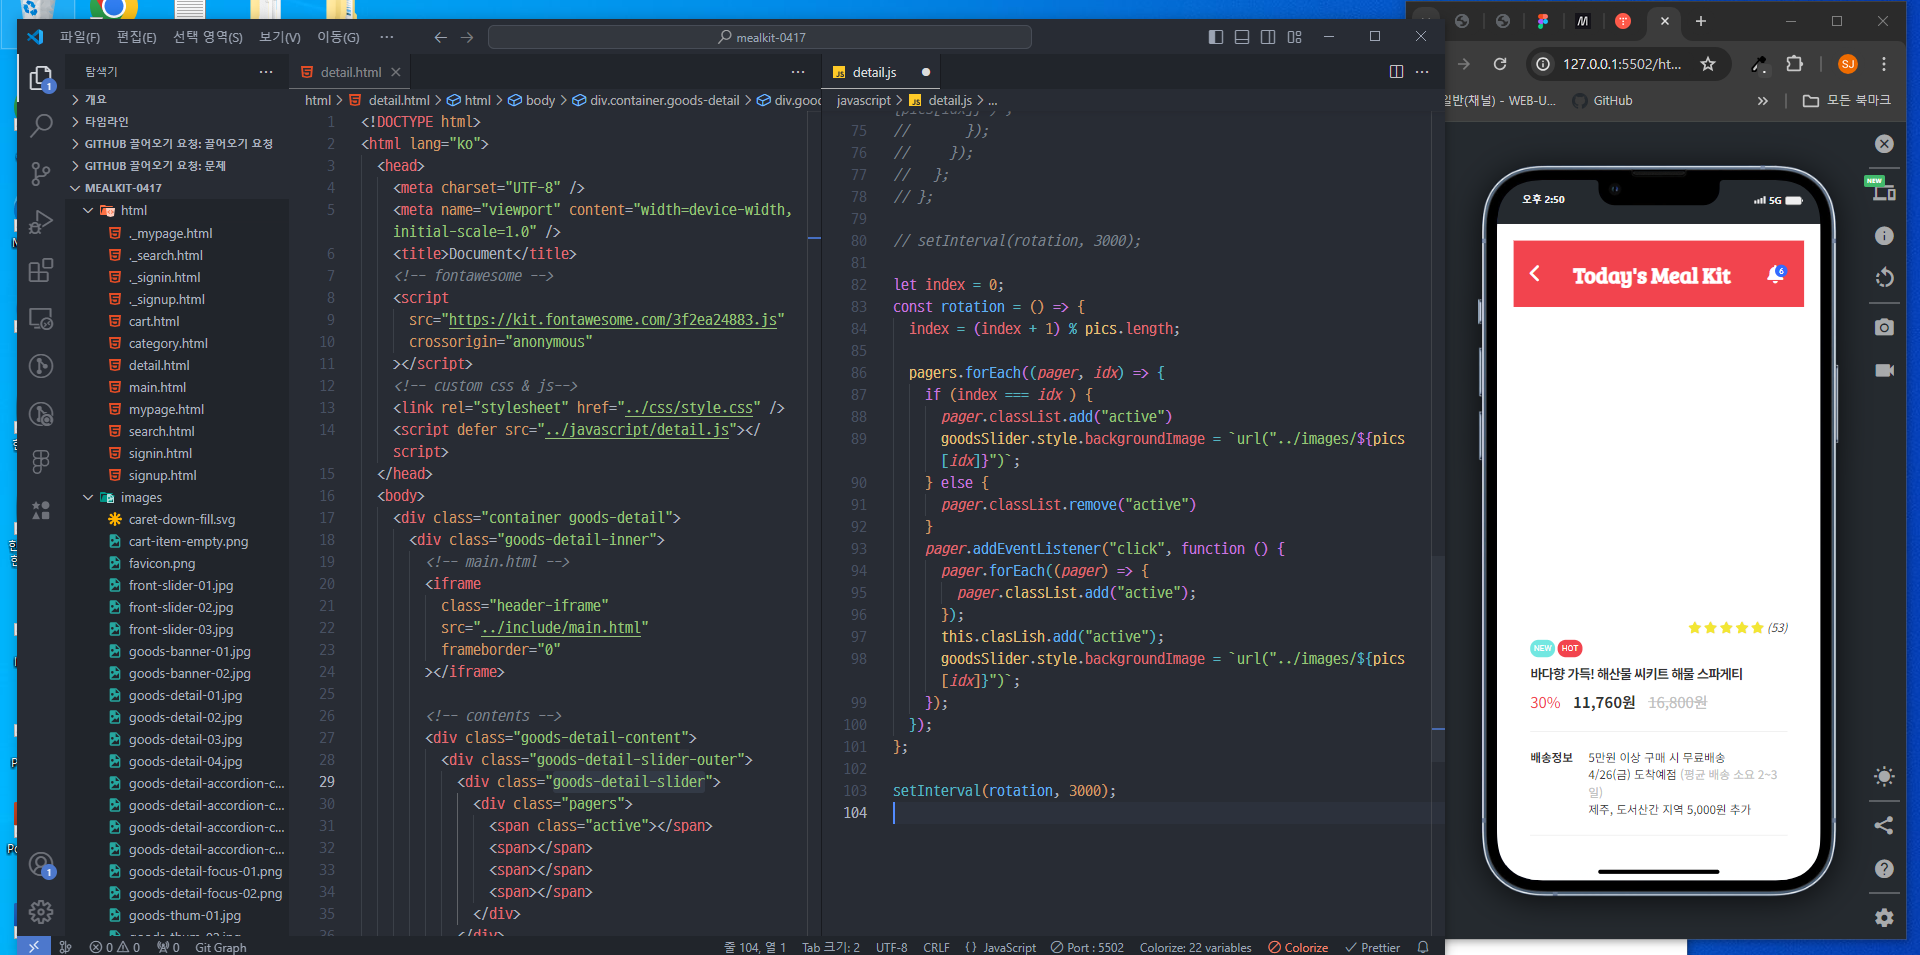 파일(F) 편집(E) 선택 영역(S) 보기(V) 이동(G) ···
mealkit-0417
탐색기
개요
타임라인
GITHUB 끌어오기 요청: 끌어오기 요청
GITHUB 끌어오기 요청: 문제
MEALKIT-0417
html
._mypage.html
._search.html
._signin.html
._signup.html
cart.html
category.html
detail.html
main.html
mypage.html
search.html
signin.html
signup.html
images
caret-down-fill.svg
cart-item-empty.png
favicon.png
front-slider-01.jpg
front-slider-02.jpg
front-slider-03.jpg
goods-banner-01.jpg
goods-banner-02.jpg
goods-detail-01.jpg
goods-detail-02.jpg
goods-detail-03.jpg
goods-detail-04.jpg
goods-detail-accordion-c...
goods-detail-accordion-c...
goods-detail-accordion-c...
goods-detail-accordion-c...
goods-detail-focus-01.png
goods-detail-focus-02.png
goods-thum-01.jpg
detail.html
html > detail.html > html > body > div.container.goods-detail > div.good
1 <!DOCTYPE html>
2 <html lang="ko">
3 <head>
4 <meta charset="UTF-8" />
5 <meta name="viewport" content="width=device-width,
initial-scale=1.0" />
6 <title>Document</title>
7 <!-- fontawesome -->
8 <script
9 src="https://kit.fontawesome.com/3f2ea24883.js"
10 crossorigin="anonymous"
11 ></script>
12 <!-- custom css & js-->
13 <link rel="stylesheet" href="../css/style.css" />
14 <script defer src="../javascript/detail.js"></
script>
15 </head>
16 <body>
17 <div class="container goods-detail">
18 <div class="goods-detail-inner">
19 <!-- main.html -->
20 <iframe
21 class="header-iframe"
22 src="../include/main.html"
23 frameborder="0"
24 ></iframe>
25
26 <!-- contents -->
27 <div class="goods-detail-content">
28 <div class="goods-detail-slider-outer">
29 <div class="goods-detail-slider">
30 <div class="pagers">
31 <span class="active"></span>
32 <span></span>
33 <span></span>
34 <span></span>
35 </div>
36 </div>
detail.js
javascript > detail.js > ...
75 // });
76 // });
77 // };
78 // };
79
80 // setInterval(rotation, 3000);
81
82 let index = 0;
83 const rotation = () => {
84 index = (index + 1) % pics.length;
85
86 pagers.forEach((pager, idx) => {
87 if (index === idx ) {
88 pager.classList.add("active")
89 goodsSlider.style.backgroundImage = `url("../images/${pics
[idx]}")`;
90 } else {
91 pager.classList.remove("active")
92 }
93 pager.addEventListener("click", function () {
94 pager.forEach((pager) => {
95 pager.classList.add("active");
96 });
97 this.clasLish.add("active");
98 goodsSlider.style.backgroundImage = `url("../images/${pics
[idx]}")`;
99 });
100 });
101 };
102
103 setInterval(rotation, 3000);
104
0 0 0 Git Graph
줄 104, 열 1 Tab 크기: 2 UTF-8 CRLF {} JavaScript Port : 5502 Colorize: 22 variables Colorize Prettier
127.0.0.1:5502/ht...
SJ
일반(채널) - WEB-U... GitHub
모든 북마크
NEW
오후 2:50
5G
Today's Meal Kit
6
(53)
NEW HOT
바다향 가득! 해산물 씨키트 해물 스파게티
30% 11,760원 16,800원
배송정보 5만원 이상 구매 시 무료배송
4/26(금) 도착예점 (평균 배송 소요 2~3
일)
제주, 도서산간 지역 5,000원 추가